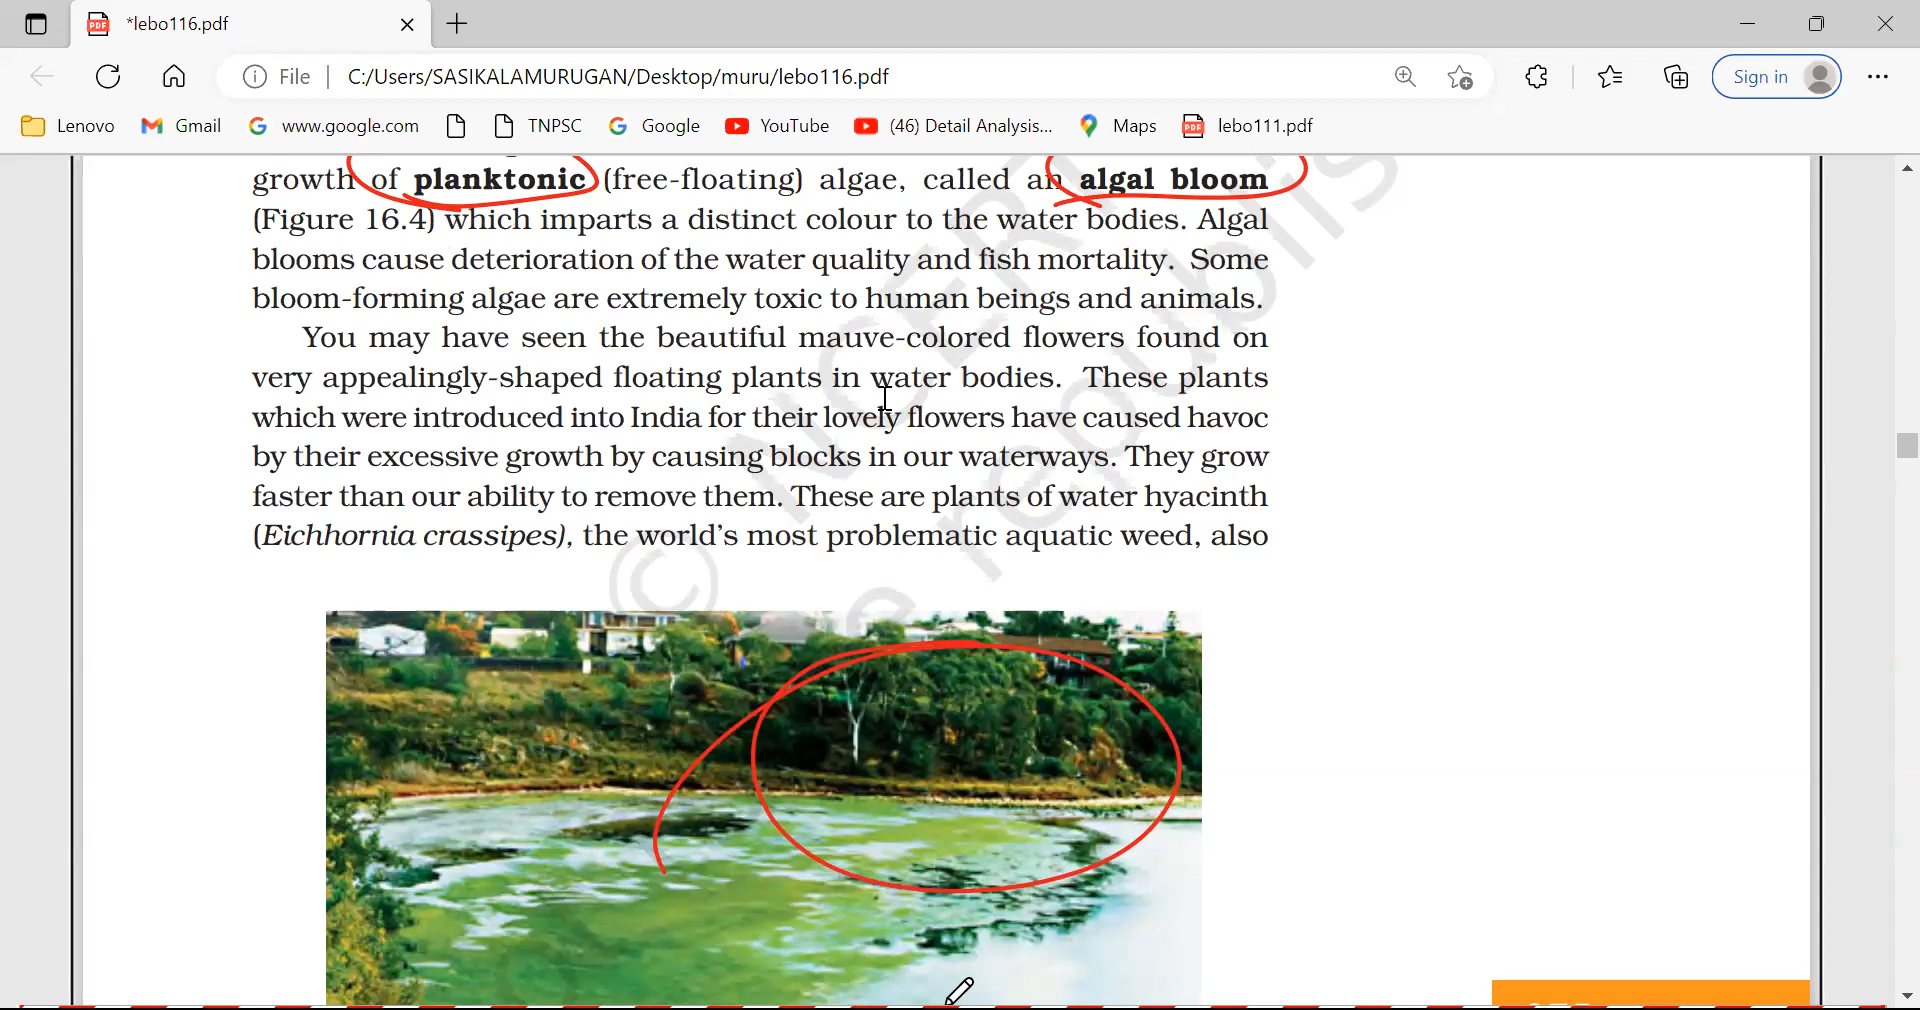 *lebo116.pdf
File
C:/Users/SASIKALAMURUGAN/Desktop/muru/lebo116.pdf
Sign in
Lenovo
Gmail
www.google.com
TNPSC
Google
YouTube
(46) Detail Analysis...
Maps
lebo111.pdf
growth of planktonic (free-floating) algae, called an algal bloom
(Figure 16.4) which imparts a distinct colour to the water bodies. Algal
blooms cause deterioration of the water quality and fish mortality. Some
bloom-forming algae are extremely toxic to human beings and animals.
You may have seen the beautiful mauve-colored flowers found on
very appealingly-shaped floating plants in water bodies. These plants
which were introduced into India for their lovely flowers have caused havoc
by their excessive growth by causing blocks in our waterways. They grow
faster than our ability to remove them. These are plants of water hyacinth
(Eichhornia crassipes), the world’s most problematic aquatic weed, also
© NCERT
republis